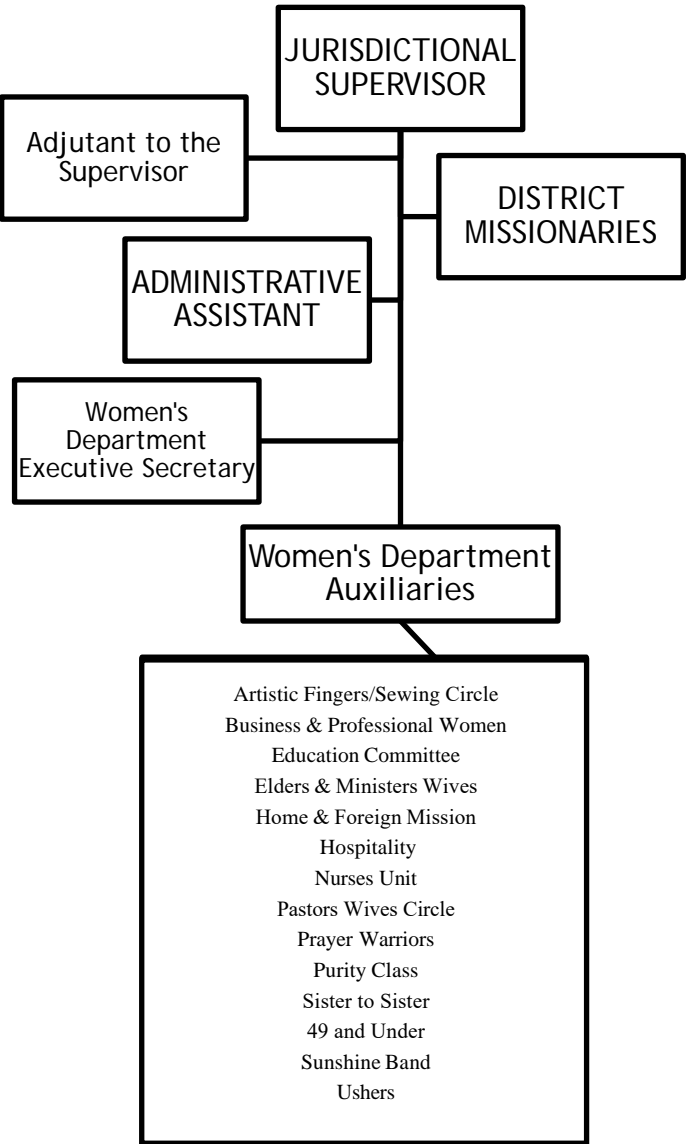 JURISDICTIONAL
SUPERVISOR
Adjutant to the
Supervisor
DISTRICT
MISSIONARIES
ADMINISTRATIVE
ASSISTANT
Women's
Department
Executive Secretary
Women's Department
Auxiliaries
Artistic Fingers/Sewing Circle
Business & Professional Women
Education Committee
Elders & Ministers Wives
Home & Foreign Mission
Hospitality
Nurses Unit
Pastors Wives Circle
Prayer Warriors
Purity Class
Sister to Sister
49 and Under
Sunshine Band
Ushers